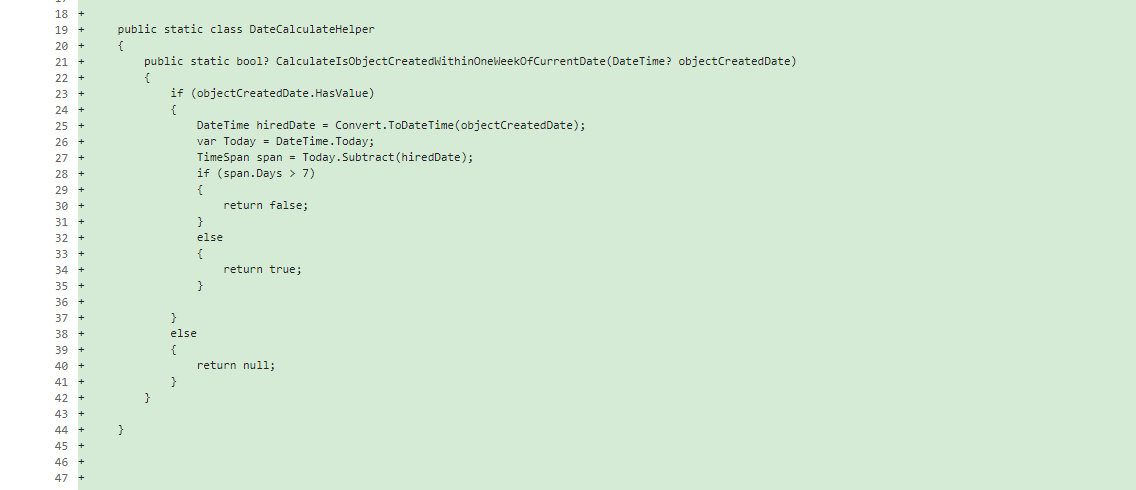 18 +
19 + public static class DateCalculateHelper
20 + {
21 + public static bool? CalculateIsObjectCreatedWithinOneWeekOfCurrentDate(DateTime? objectCreatedDate)
22 + {
23 + if (objectCreatedDate.HasValue)
24 + {
25 + DateTime hiredDate = Convert.ToDateTime(objectCreatedDate);
26 + var Today = DateTime.Today;
27 + TimeSpan span = Today.Subtract(hiredDate);
28 + if (span.Days > 7)
29 + {
30 + return false;
31 + }
32 + else
33 + {
34 + return true;
35 + }
36 +
37 + }
38 + else
39 + {
40 + return null;
41 + }
42 + }
43 +
44 + }
45 +
46 +
47 +